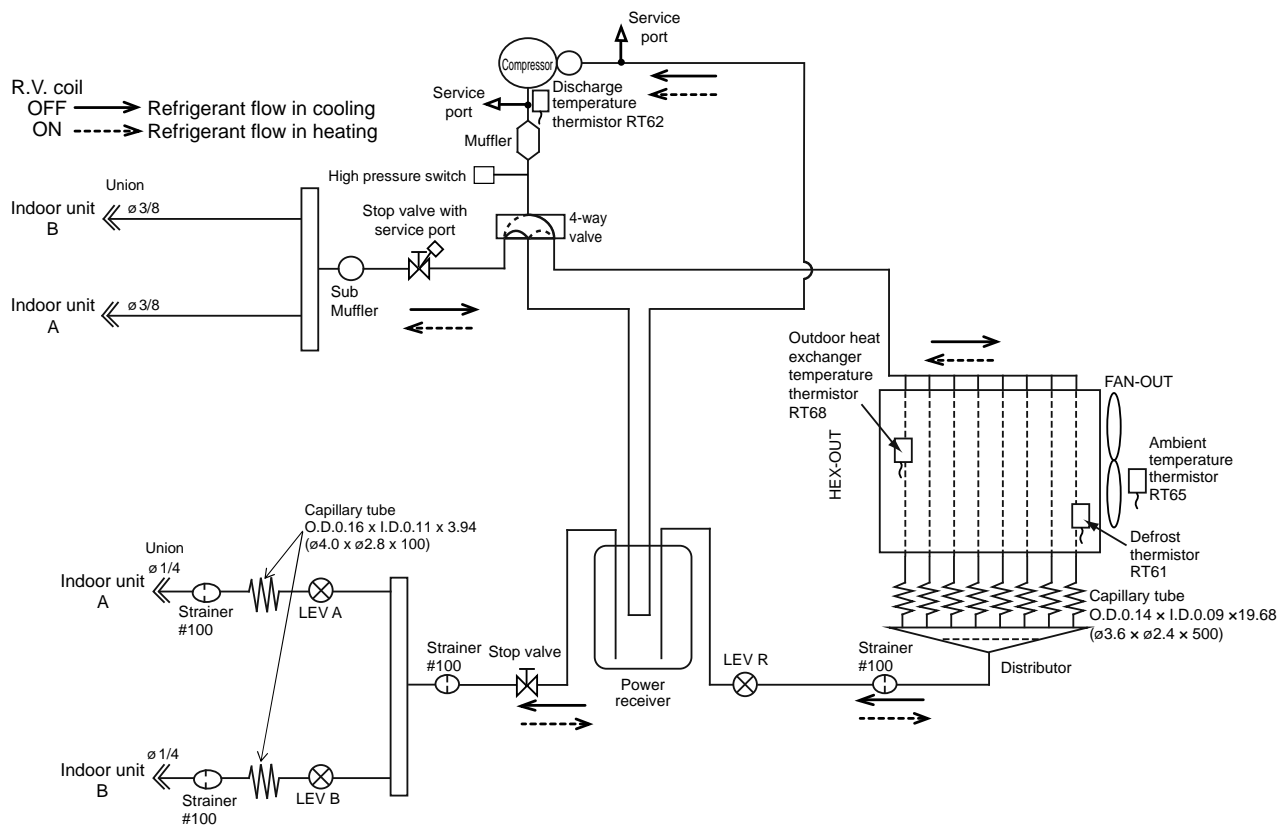 Service
port
Compressor
R.V. coil
OFF Refrigerant flow in cooling
ON Refrigerant flow in heating
Service
port
Discharge
temperature
thermistor RT62
Muffler
High pressure switch
Union
Indoor unit
B
ø 3/8
Stop valve with
service port
4-way
valve
Indoor unit
A
ø 3/8
Sub
Muffler
Outdoor heat
exchanger
temperature
thermistor
RT68
FAN-OUT
HEX-OUT
Ambient
temperature
thermistor
RT65
Defrost
thermistor
RT61
Capillary tube
O.D.0.16 x I.D.0.11 x 3.94
(ø4.0 x ø2.8 x 100)
Union
Indoor unit
A
ø 1/4
Strainer
#100
LEV A
Capillary tube
O.D.0.14 × I.D.0.09 ×19.68
(ø3.6 × ø2.4 × 500)
Strainer
#100
Stop valve
Power
receiver
LEV R
Strainer
#100
Distributor
Indoor unit
B
ø 1/4
Strainer
#100
LEV B